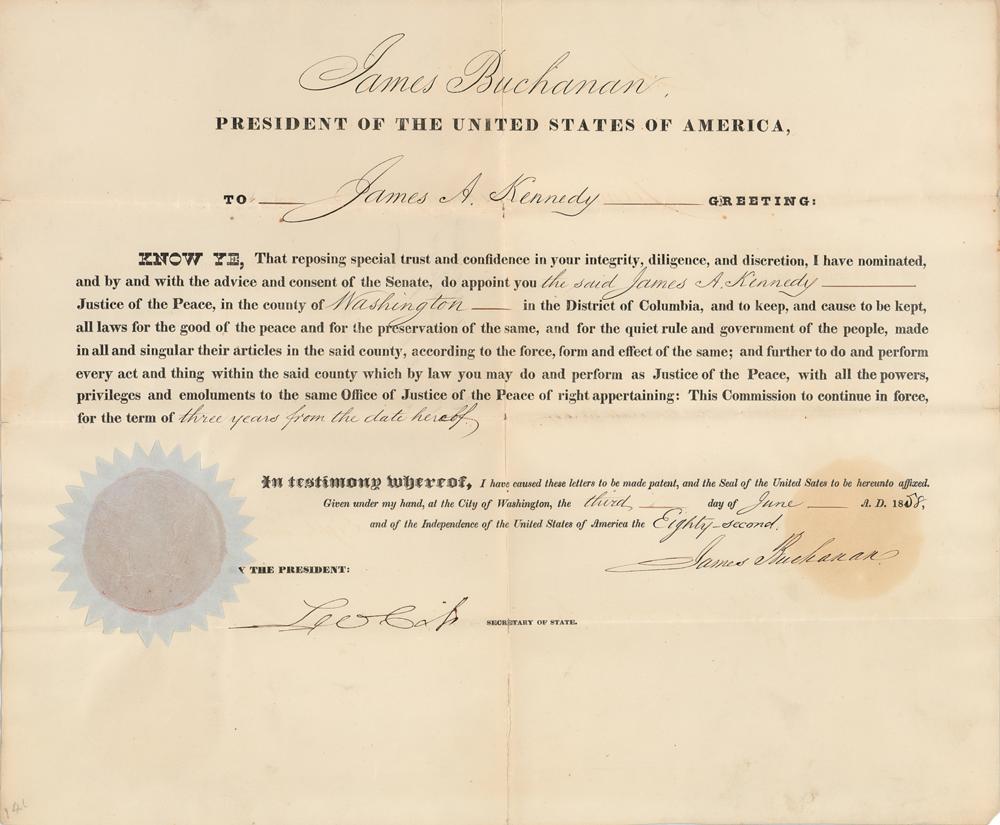 James Buchanan,
PRESIDENT OF THE UNITED STATES OF AMERICA,
TO James A. Kennedy GREETING:
KNOW YE, That reposing special trust and confidence in your integrity, diligence, and discretion, I have nominated,
and by and with the advice and consent of the Senate, do appoint you the said James A. Kennedy
Justice of the Peace, in the county of Washington in the District of Columbia, and to keep, and cause to be kept,
all laws for the good of the peace and for the preservation of the same, and for the quiet rule and government of the people, made
in all and singular their articles in the said county, according to the force, form and effect of the same; and further to do and perform
every act and thing within the said county which by law you may do and perform as Justice of the Peace, with all the powers,
privileges and emoluments to the same Office of Justice of the Peace of right appertaining: This Commission to continue in force,
for the term of three years from the date hereof.
In testimony whereof, I have caused these letters to be made patent, and the Seal of the United Sates to be hereunto affixed.
Given under my hand, at the City of Washington, the third day of June A. D. 1858,
and of the Independence of the United States of America the Eighty-second.
James Buchanan
Y THE PRESIDENT:
Lew Cass SECRETARY OF STATE.